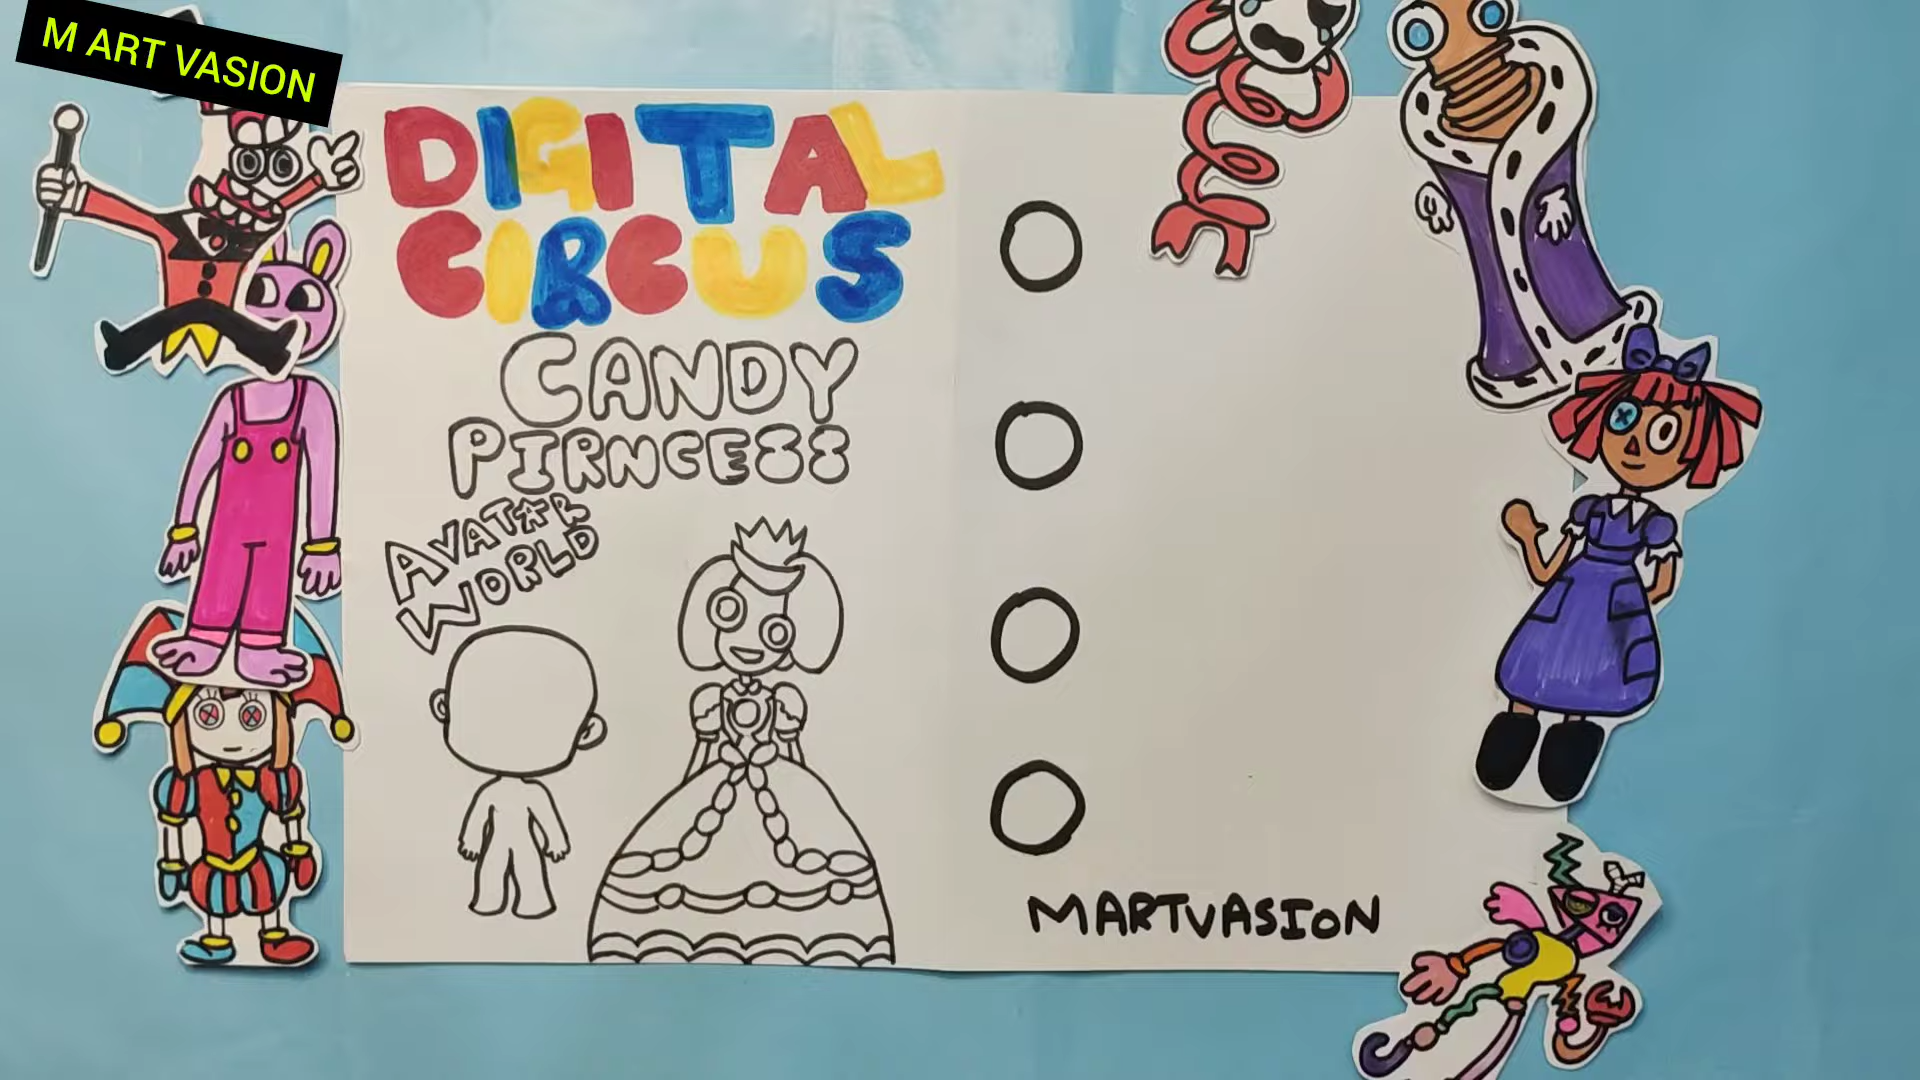 M ART VASION
DIGITAL
CIRCUS
CANDY
PIRNCESS
AVATAR
WORLD
MARTVASION